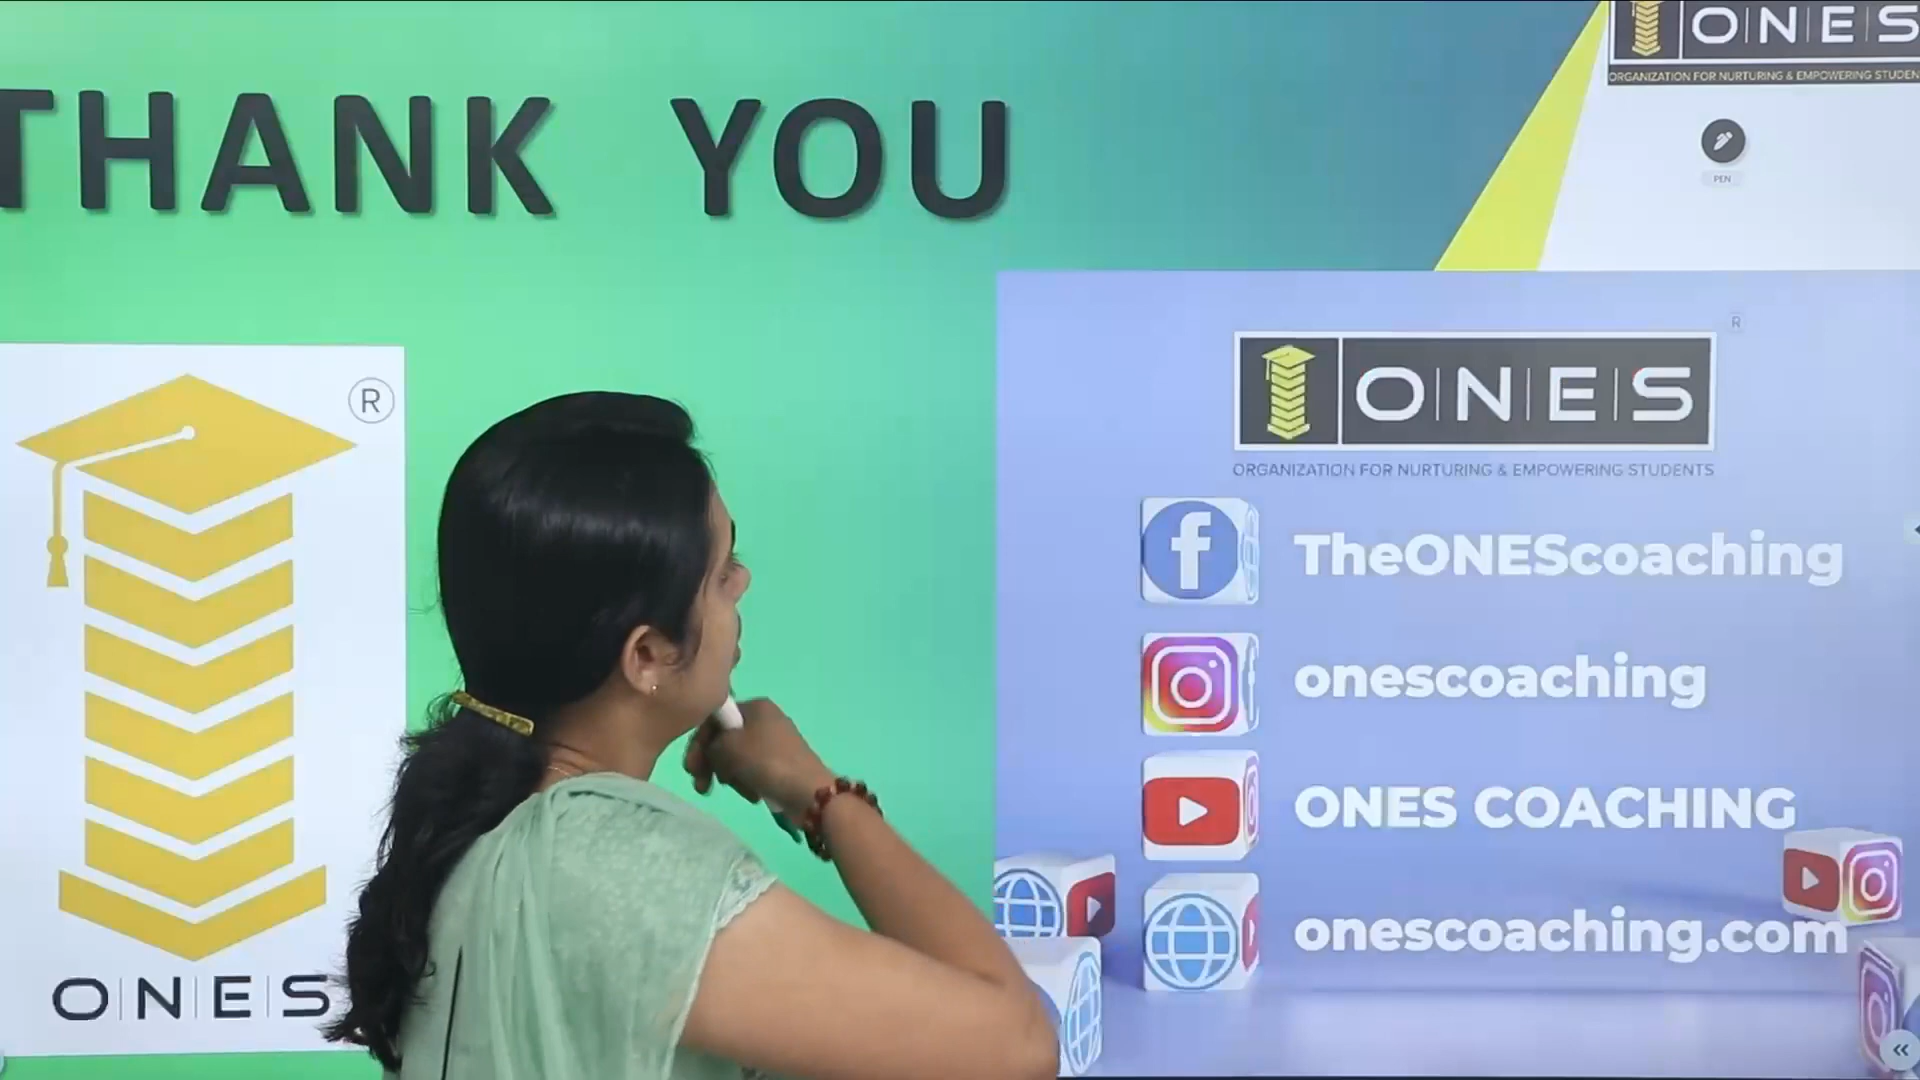 THANK YOU
ONES
ORGANIZATION FOR NURTURING & EMPOWERING STUDEN
PEN
R
ONES
R
ONES
ORGANIZATION FOR NURTURING & EMPOWERING STUDENTS
TheONEScoaching
onescoaching
ONES COACHING
onescoaching.com